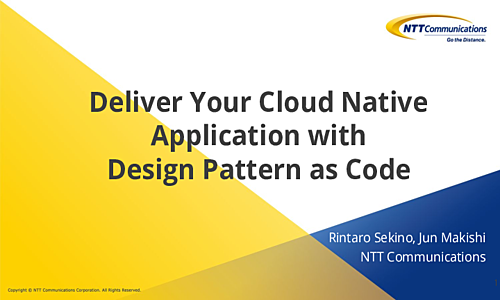 NTT Communications
Go the Distance.
Deliver Your Cloud Native
Application with
Design Pattern as Code
Rintaro Sekino, Jun Makishi
NTT Communications
Copyright © NTT Communications Corporation. All Rights Reserved.